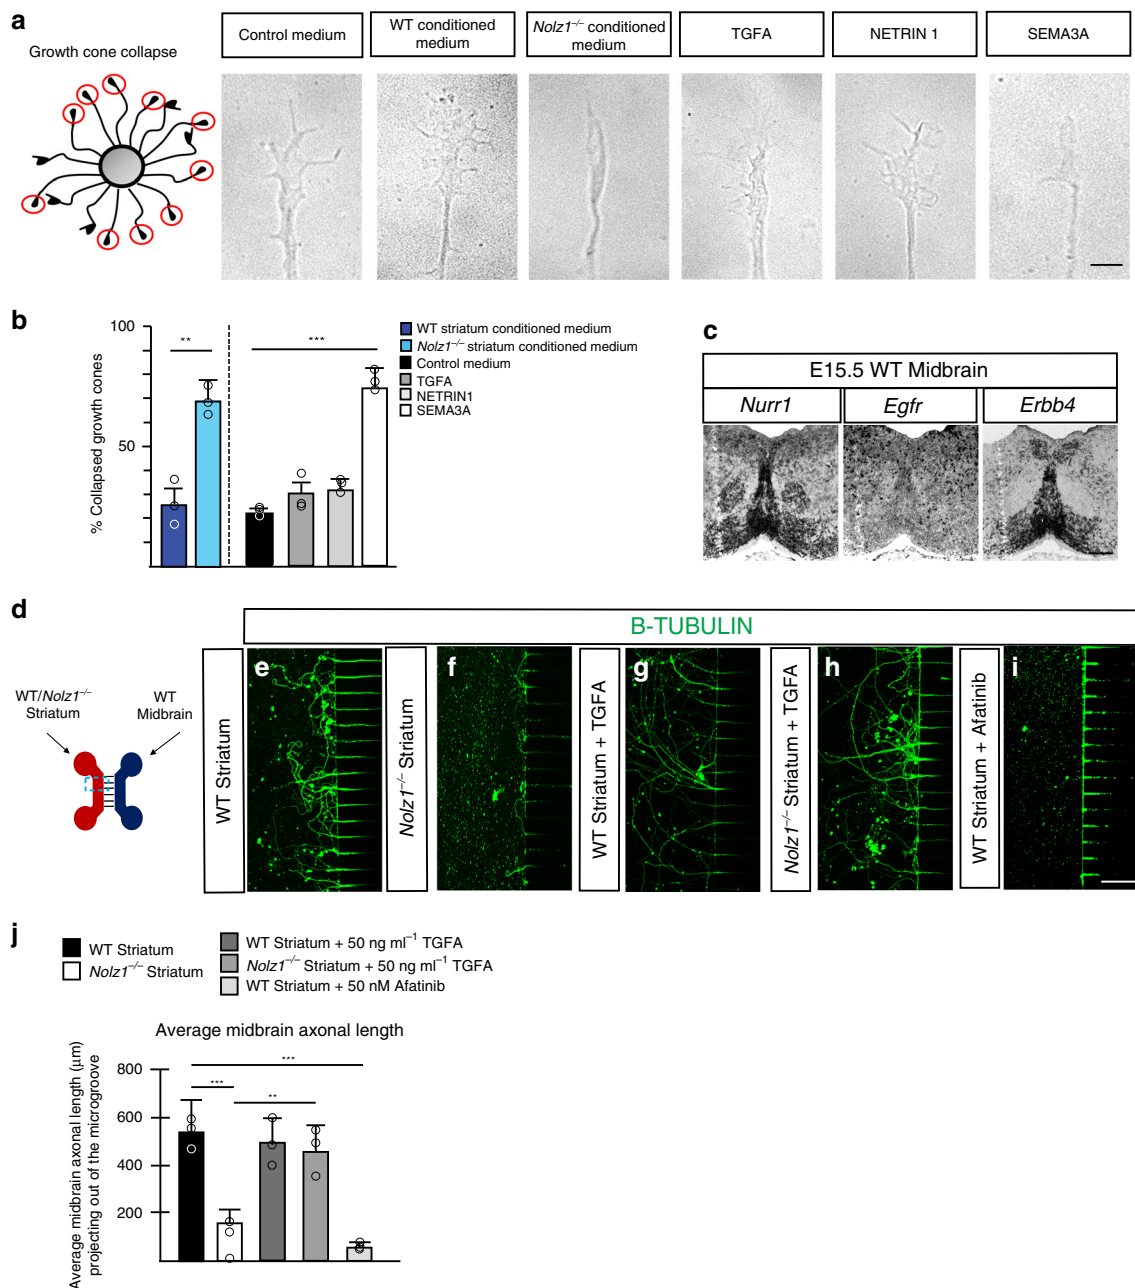 a
Growth cone collapse
Control medium
WT conditioned
medium
Nolz1–/– conditioned
medium
TGFA
NETRIN 1
SEMA3A
b
% Collapsed growth cones
100
50
**
***
WT striatum conditioned medium
Nolz1–/– striatum conditioned medium
Control medium
TGFA
NETRIN1
SEMA3A
c
E15.5 WT Midbrain
Nurr1
Egfr
Erbb4
d
B-TUBULIN
WT/Nolz1–/–
Striatum
WT
Midbrain
WT Striatum
e
Nolz1–/– Striatum
f
WT Striatum + TGFA
g
Nolz1–/– Striatum + TGFA
h
WT Striatum + Afatinib
i
j
WT Striatum
Nolz1–/– Striatum
WT Striatum + 50 ng ml–1 TGFA
Nolz1–/– Striatum + 50 ng ml–1 TGFA
WT Striatum + 50 nM Afatinib
Average midbrain axonal length
Average midbrain axonal length (μm)
projecting out of the microgroove
800
600
400
200
***
***
**